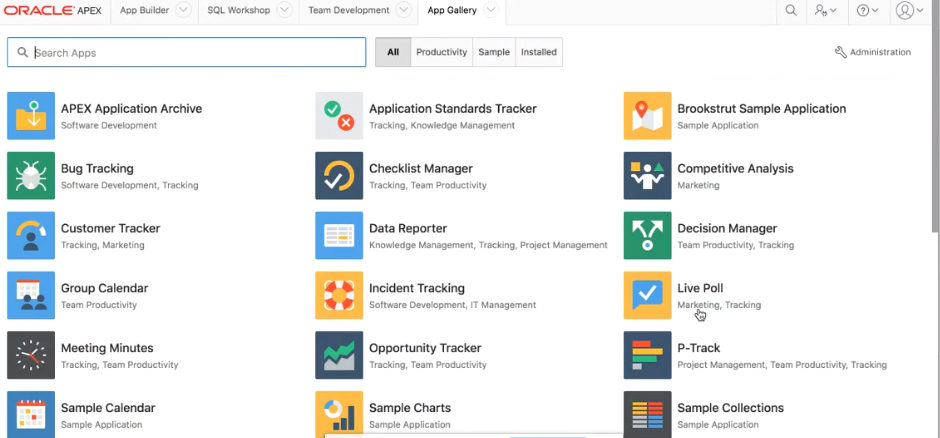 ORACLE APEX App Builder SQL Workshop Team Development App Gallery
Search Apps All Productivity Sample Installed Administration
APEX Application Archive
Software Development
Application Standards Tracker
Tracking, Knowledge Management
Brookstrut Sample Application
Sample Application
Bug Tracking
Software Development, Tracking
Checklist Manager
Tracking, Team Productivity
Competitive Analysis
Marketing
Customer Tracker
Tracking, Marketing
Data Reporter
Knowledge Management, Tracking, Project Management
Decision Manager
Team Productivity, Tracking
Group Calendar
Team Productivity
Incident Tracking
Software Development, IT Management
Live Poll
Marketing, Tracking
Meeting Minutes
Tracking, Team Productivity
Opportunity Tracker
Tracking, Team Productivity
P-Track
Project Management, Team Productivity, Tracking
Sample Calendar
Sample Application
Sample Charts
Sample Application
Sample Collections
Sample Application